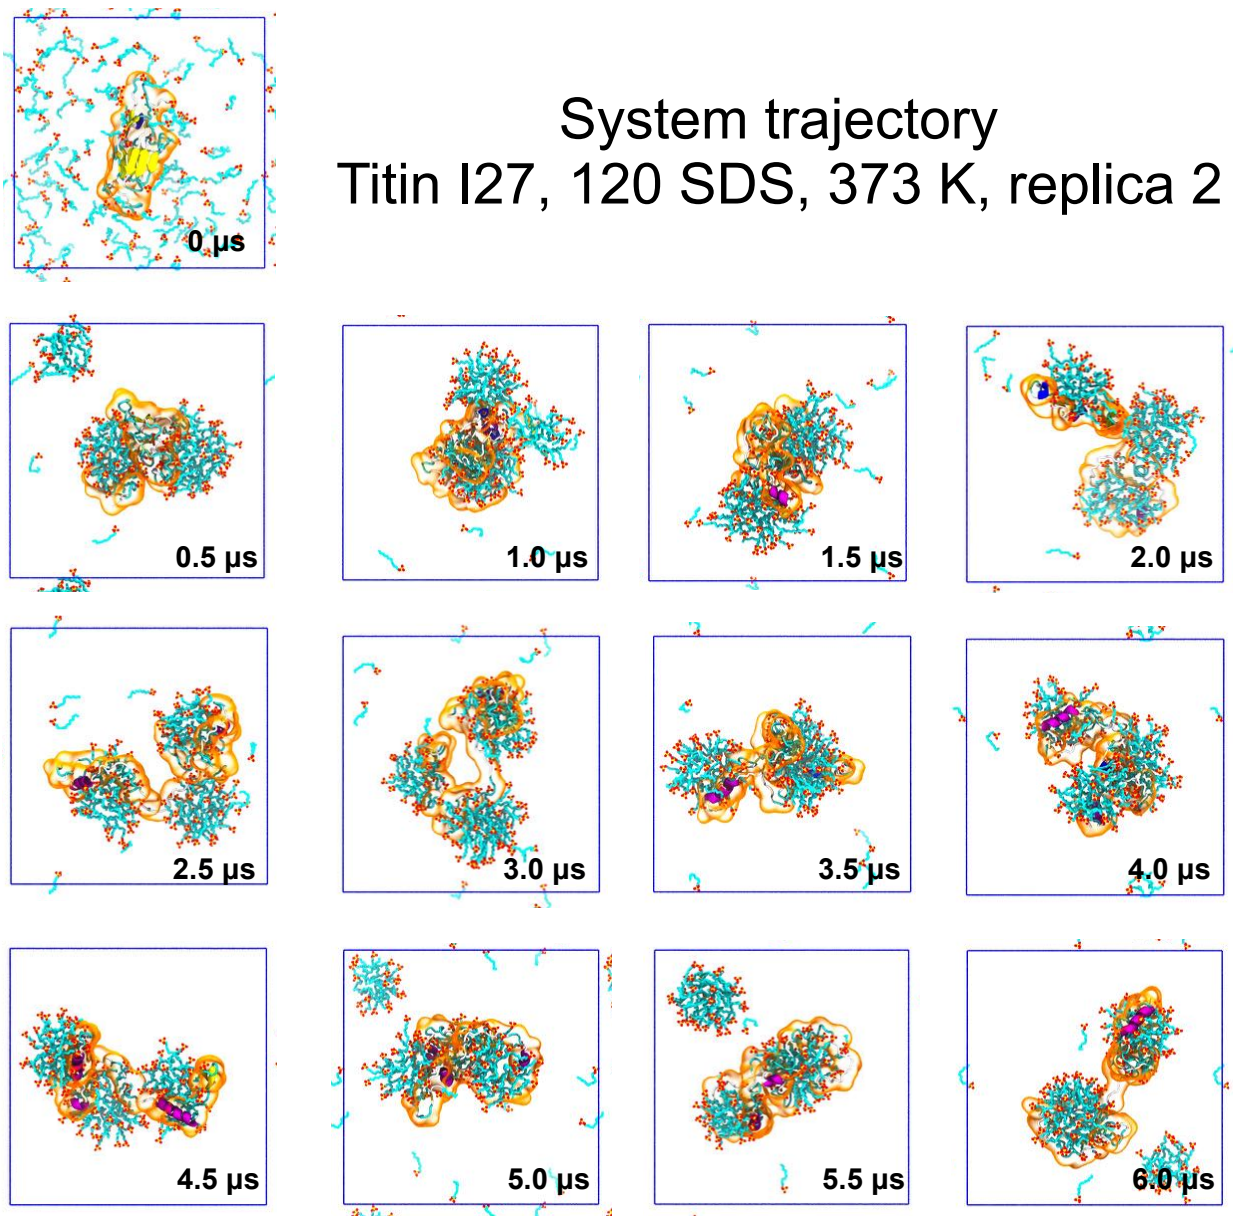 System trajectory
Titin I27, 120 SDS, 373 K, replica 2
0 µs
0.5 µs
1.0 µs
1.5 µs
2.0 µs
2.5 µs
3.0 µs
3.5 µs
4.0 µs
4.5 µs
5.0 µs
5.5 µs
6.0 µs